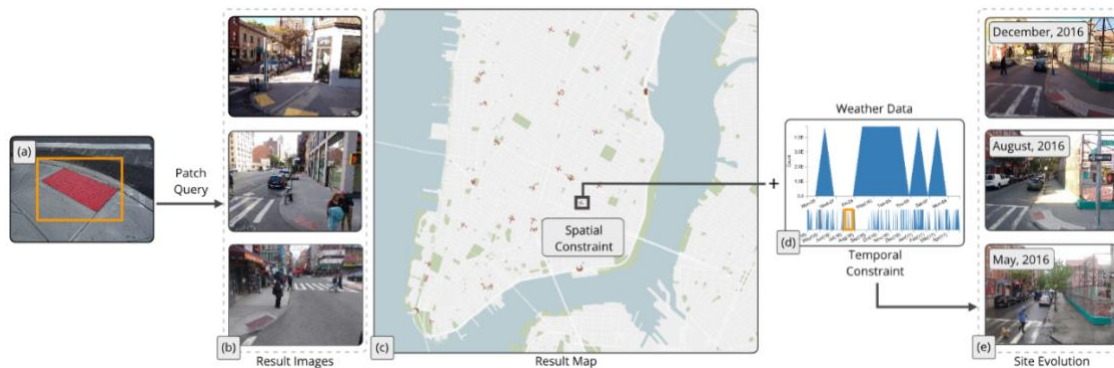 (a)
Patch
Query
(b)
Result Images
(c)
Spatial
Constraint
Result Map
Weather Data
(d)
Temporal
Constraint
December, 2016
August, 2016
May, 2016
(e)
Site Evolution